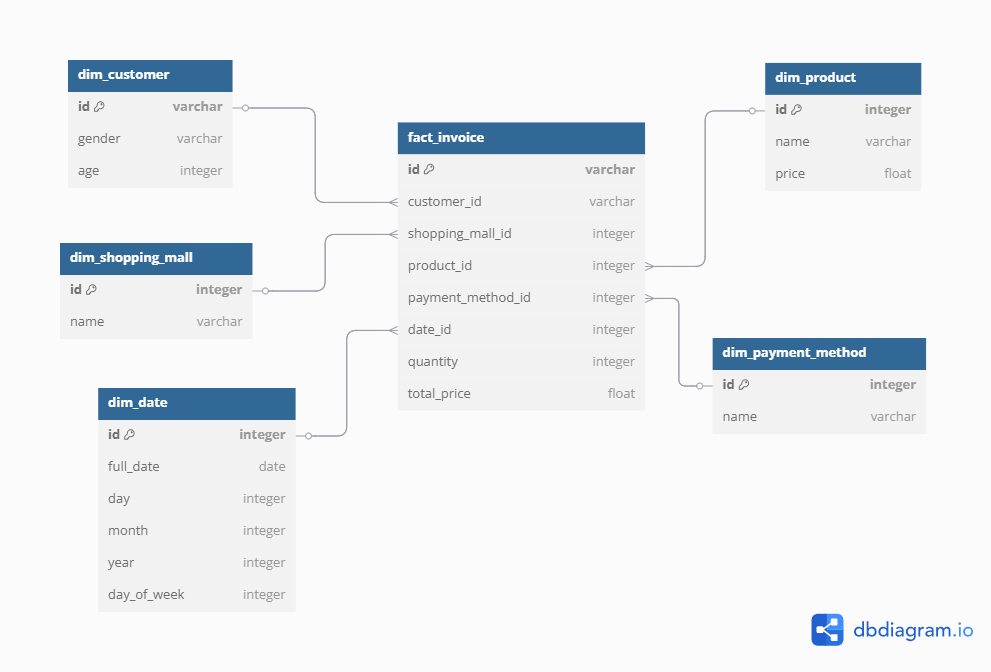 dim_customer
id varchar
gender varchar
age integer
dim_shopping_mall
id integer
name varchar
dim_date
id integer
full_date date
day integer
month integer
year integer
day_of_week integer
fact_invoice
id varchar
customer_id varchar
shopping_mall_id integer
product_id integer
payment_method_id integer
date_id integer
quantity integer
total_price float
dim_product
id integer
name varchar
price float
dim_payment_method
id integer
name varchar
dbdiagram.io